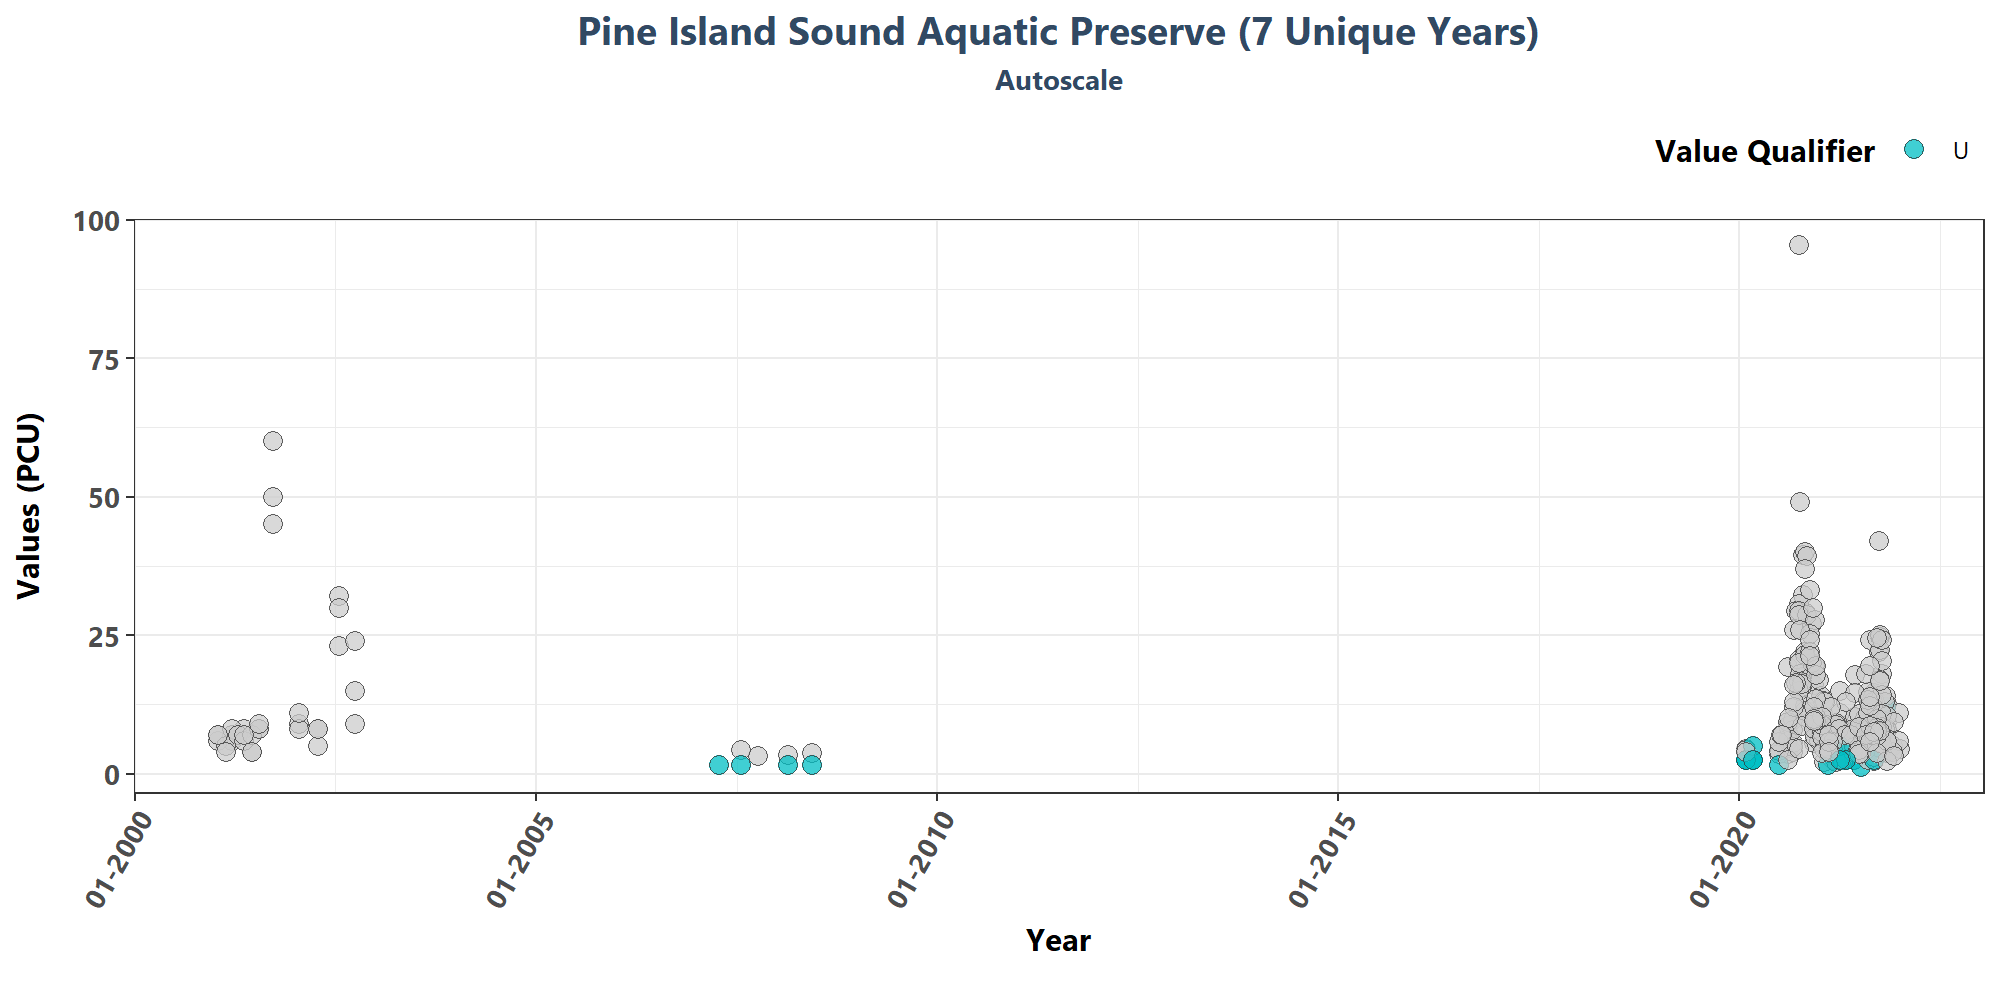 Pine Island Sound Aquatic Preserve (7 Unique Years)
Autoscale
Value Qualifier U
100
75
50
25
0
Values (PCU)
01-2000
01-2005
01-2010
01-2015
01-2020
Year